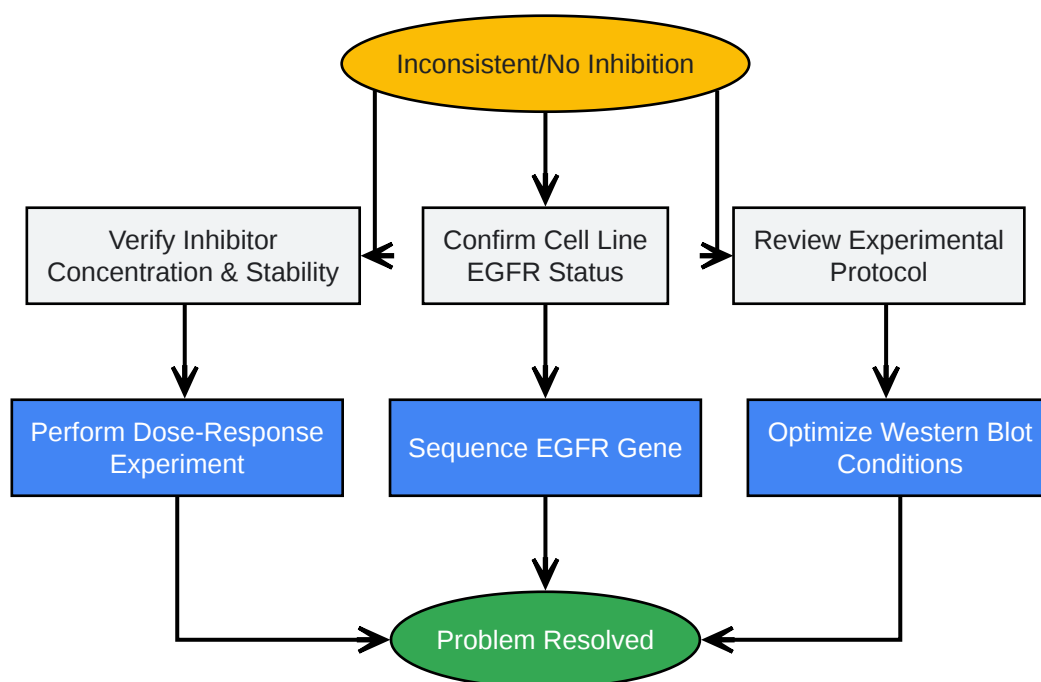 Inconsistent/No Inhibition
Verify Inhibitor
Concentration & Stability
Confirm Cell Line
EGFR Status
Review Experimental
Protocol
Perform Dose-Response
Experiment
Sequence EGFR Gene
Optimize Western Blot
Conditions
Problem Resolved